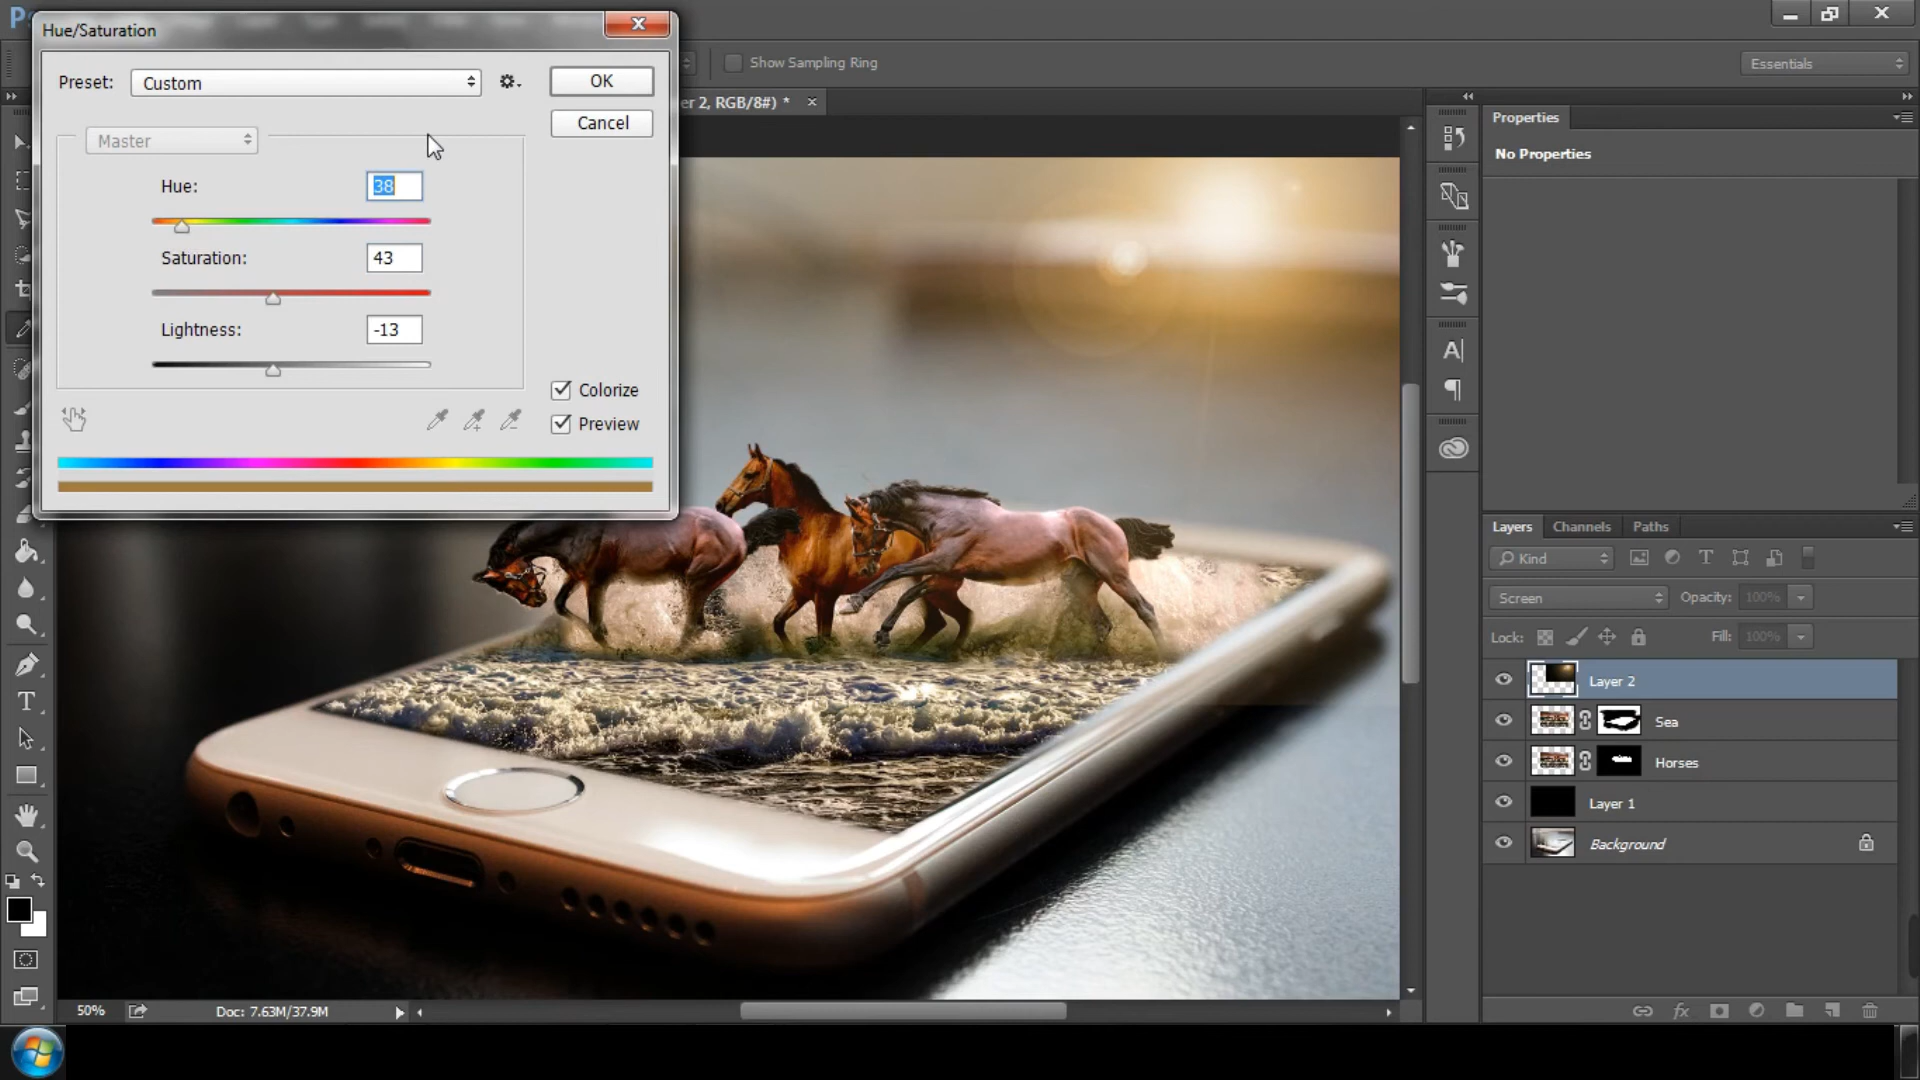 Hue/Saturation
Preset: Custom
OK
Cancel
Master
Hue: 38
Saturation: 43
Lightness: -13
Colorize
Preview
Show Sampling Ring
Essentials
er 2, RGB/8#) *
Properties
No Properties
Layers Channels Paths
Kind
Screen Opacity: 100%
Lock: Fill: 100%
Layer 2
Sea
Horses
Layer 1
Background
50% Doc: 7.63M/37.9M